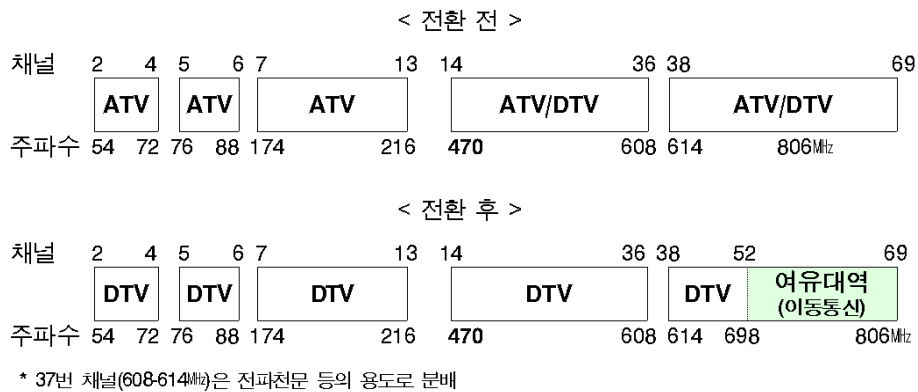 < 전환 전 >
채널 2 4 5 6 7 13 14 36 38 69
ATV ATV ATV ATV/DTV ATV/DTV
주파수 54 72 76 88 174 216 470 608 614 806㎒
< 전환 후 >
채널 2 4 5 6 7 13 14 36 38 52 69
DTV DTV DTV DTV DTV 여유대역
(이동통신)
주파수 54 72 76 88 174 216 470 608 614 698 806㎒
* 37번 채널(608-614㎒)은 전파천문 등의 용도로 분배